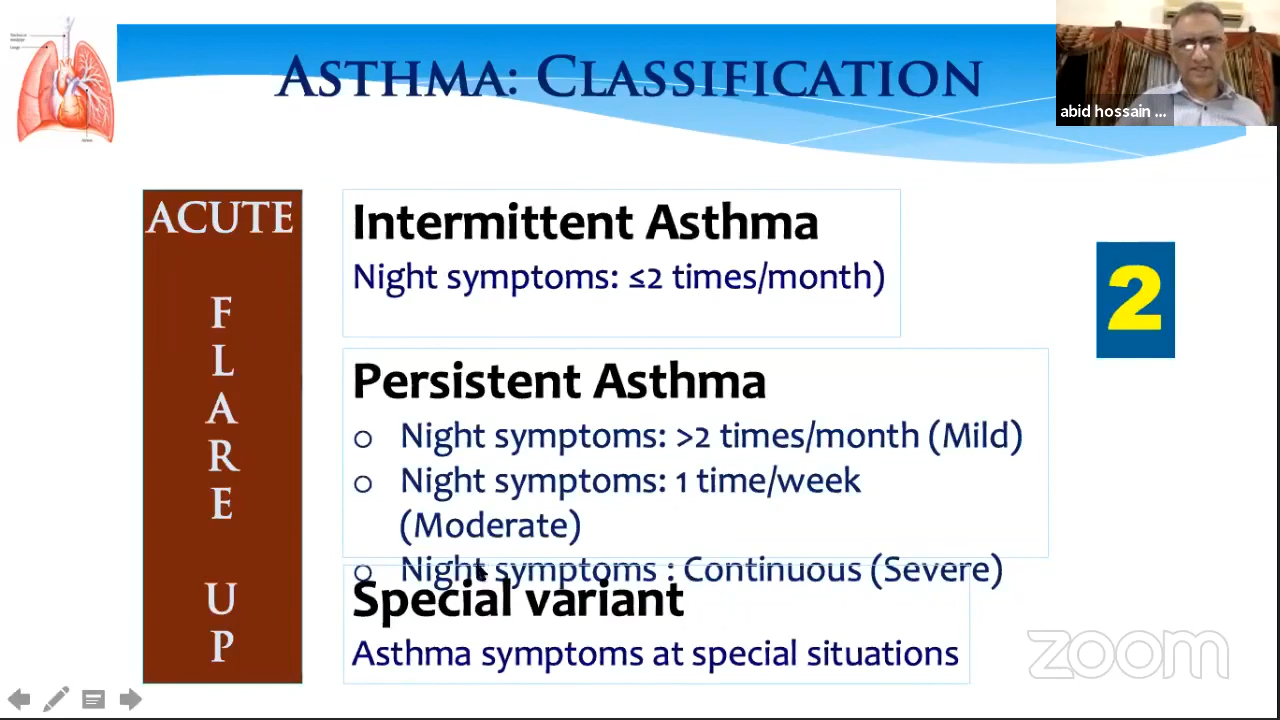 ASTHMA: CLASSIFICATION
abid hossain ...
ACUTE
F
L
A
R
E
U
P
Intermittent Asthma
Night symptoms: ≤2 times/month)
2
Persistent Asthma
o Night symptoms: >2 times/month (Mild)
o Night symptoms: 1 time/week
(Moderate)
o Night symptoms : Continuous (Severe)
Special variant
Asthma symptoms at special situations
zoom